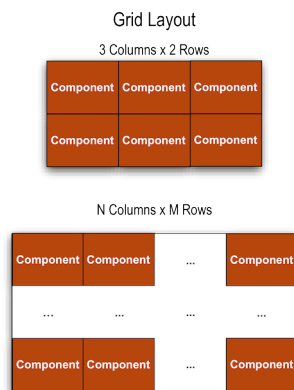 Grid Layout
3 Columns x 2 Rows
Component Component Component
Component Component Component
N Columns x M Rows
Component Component ... Component
... ... ... ...
Component Component ... Component